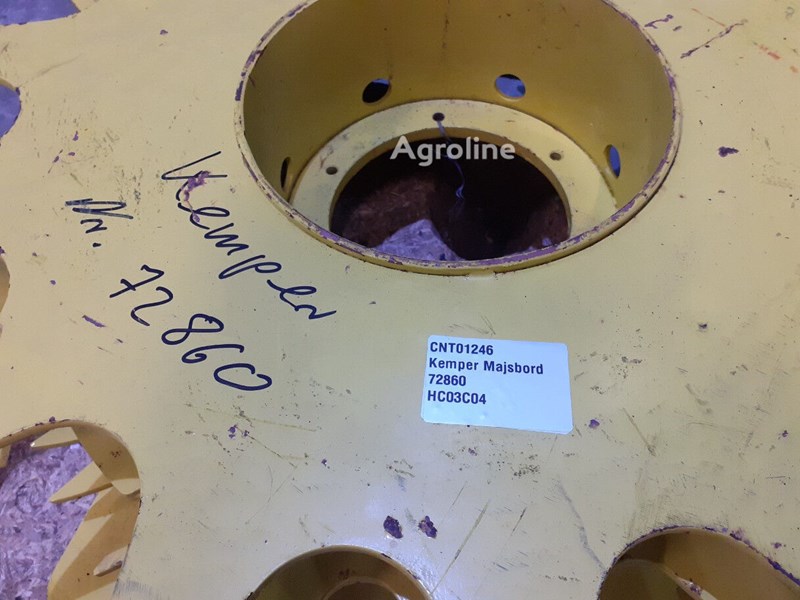 Agroline
Kemper
Nr. 72860
CNT01246
Kemper Majsbord
72860
HC03C04